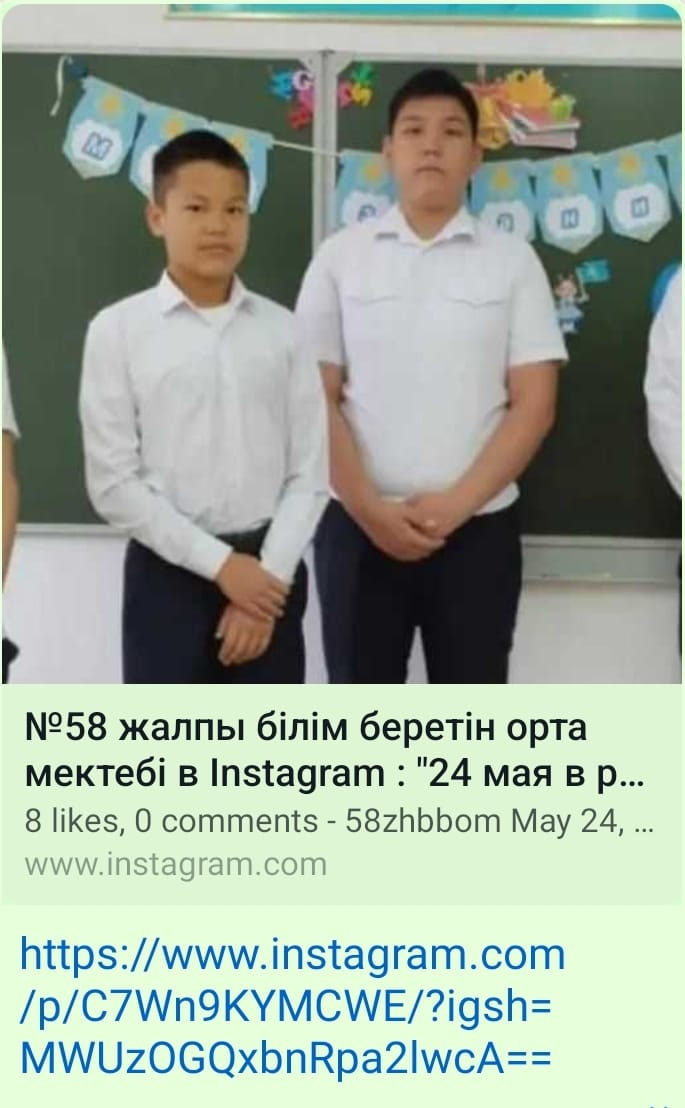 М
О П И И
№58 жалпы білім беретін орта
мектебі в Instagram : "24 мая в р...
8 likes, 0 comments - 58zhbbom May 24, ...
www.instagram.com
https://www.instagram.com
/p/C7Wn9KYMCWE/?igsh=
MWUzOGQxbnRpa2lwcA==